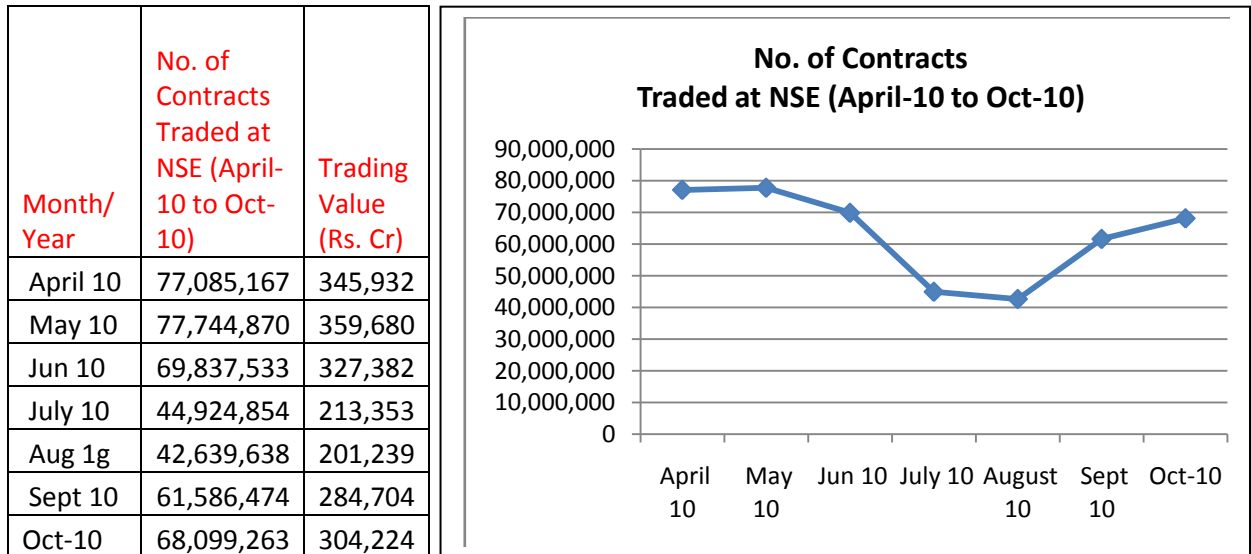 Month/
Year
No. of
Contracts
Traded at
NSE (April-
10 to Oct-
10)
Trading
Value
(Rs. Cr)
April 10 77,085,167 345,932
May 10 77,744,870 359,680
Jun 10 69,837,533 327,382
July 10 44,924,854 213,353
Aug 1g 42,639,638 201,239
Sept 10 61,586,474 284,704
Oct-10 68,099,263 304,224
No. of Contracts
Traded at NSE (April-10 to Oct-10)
90,000,000
80,000,000
70,000,000
60,000,000
50,000,000
40,000,000
30,000,000
20,000,000
10,000,000
0
April
10
May
10
Jun 10
July 10
August
10
Sept
10
Oct-10